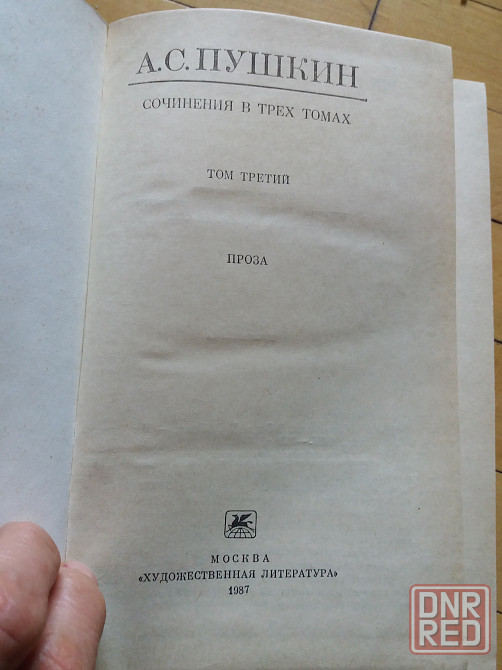 А.С.ПУШКИН
СОЧИНЕНИЯ В ТРЕХ ТОМАХ
ТОМ ТРЕТИЙ
ПРОЗА
МОСКВА
«ХУДОЖЕСТВЕННАЯ ЛИТЕРАТУРА»
1987
DNR
RED